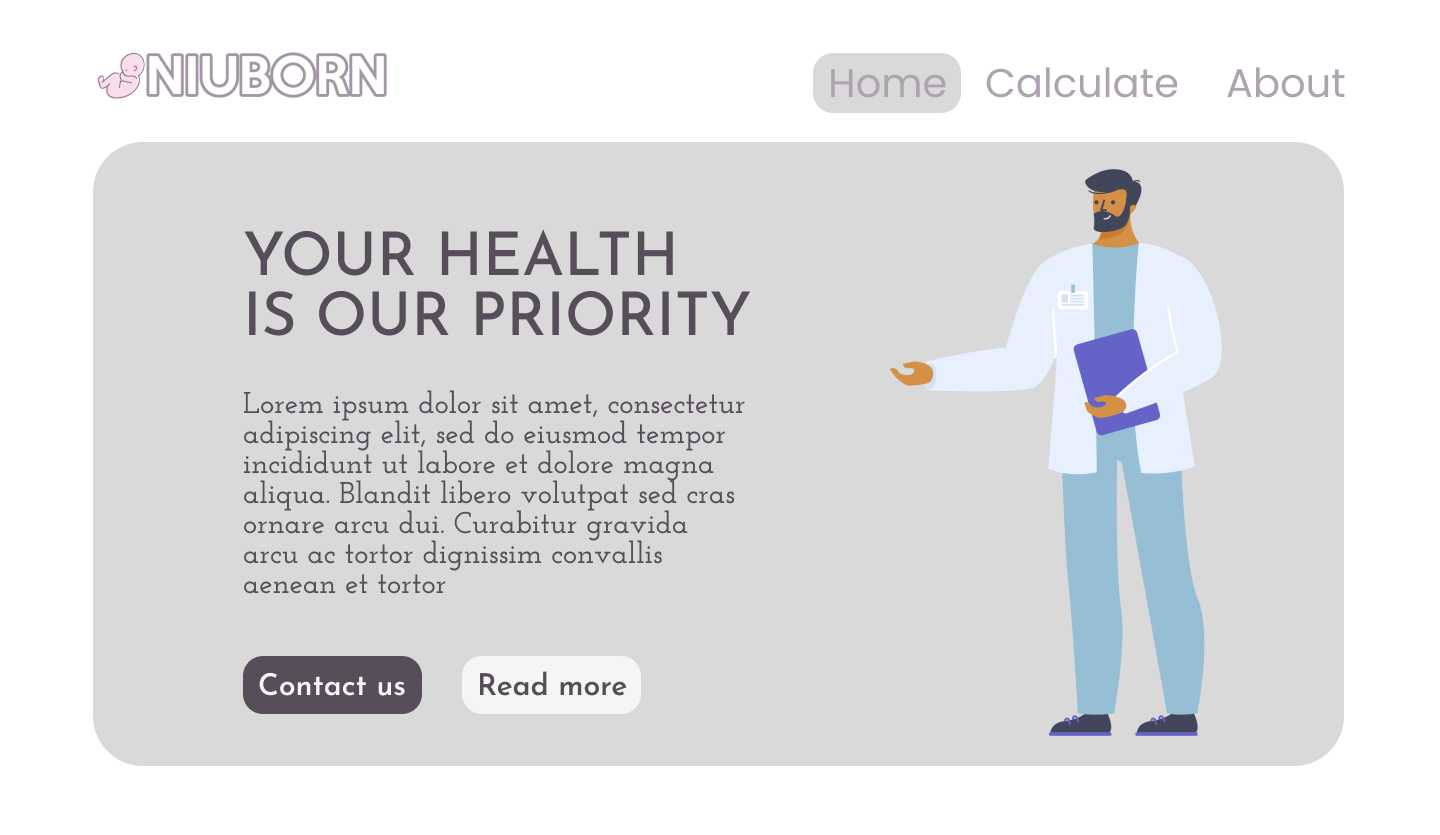 NIUBORN
Home Calculate About
YOUR HEALTH
IS OUR PRIORITY
Lorem ipsum dolor sit amet, consectetur
adipiscing elit, sed do eiusmod tempor
incididunt ut labore et dolore magna
aliqua. Blandit libero volutpat sed cras
ornare arcu dui. Curabitur gravida
arcu ac tortor dignissim convallis
aenean et tortor
Contact us Read more